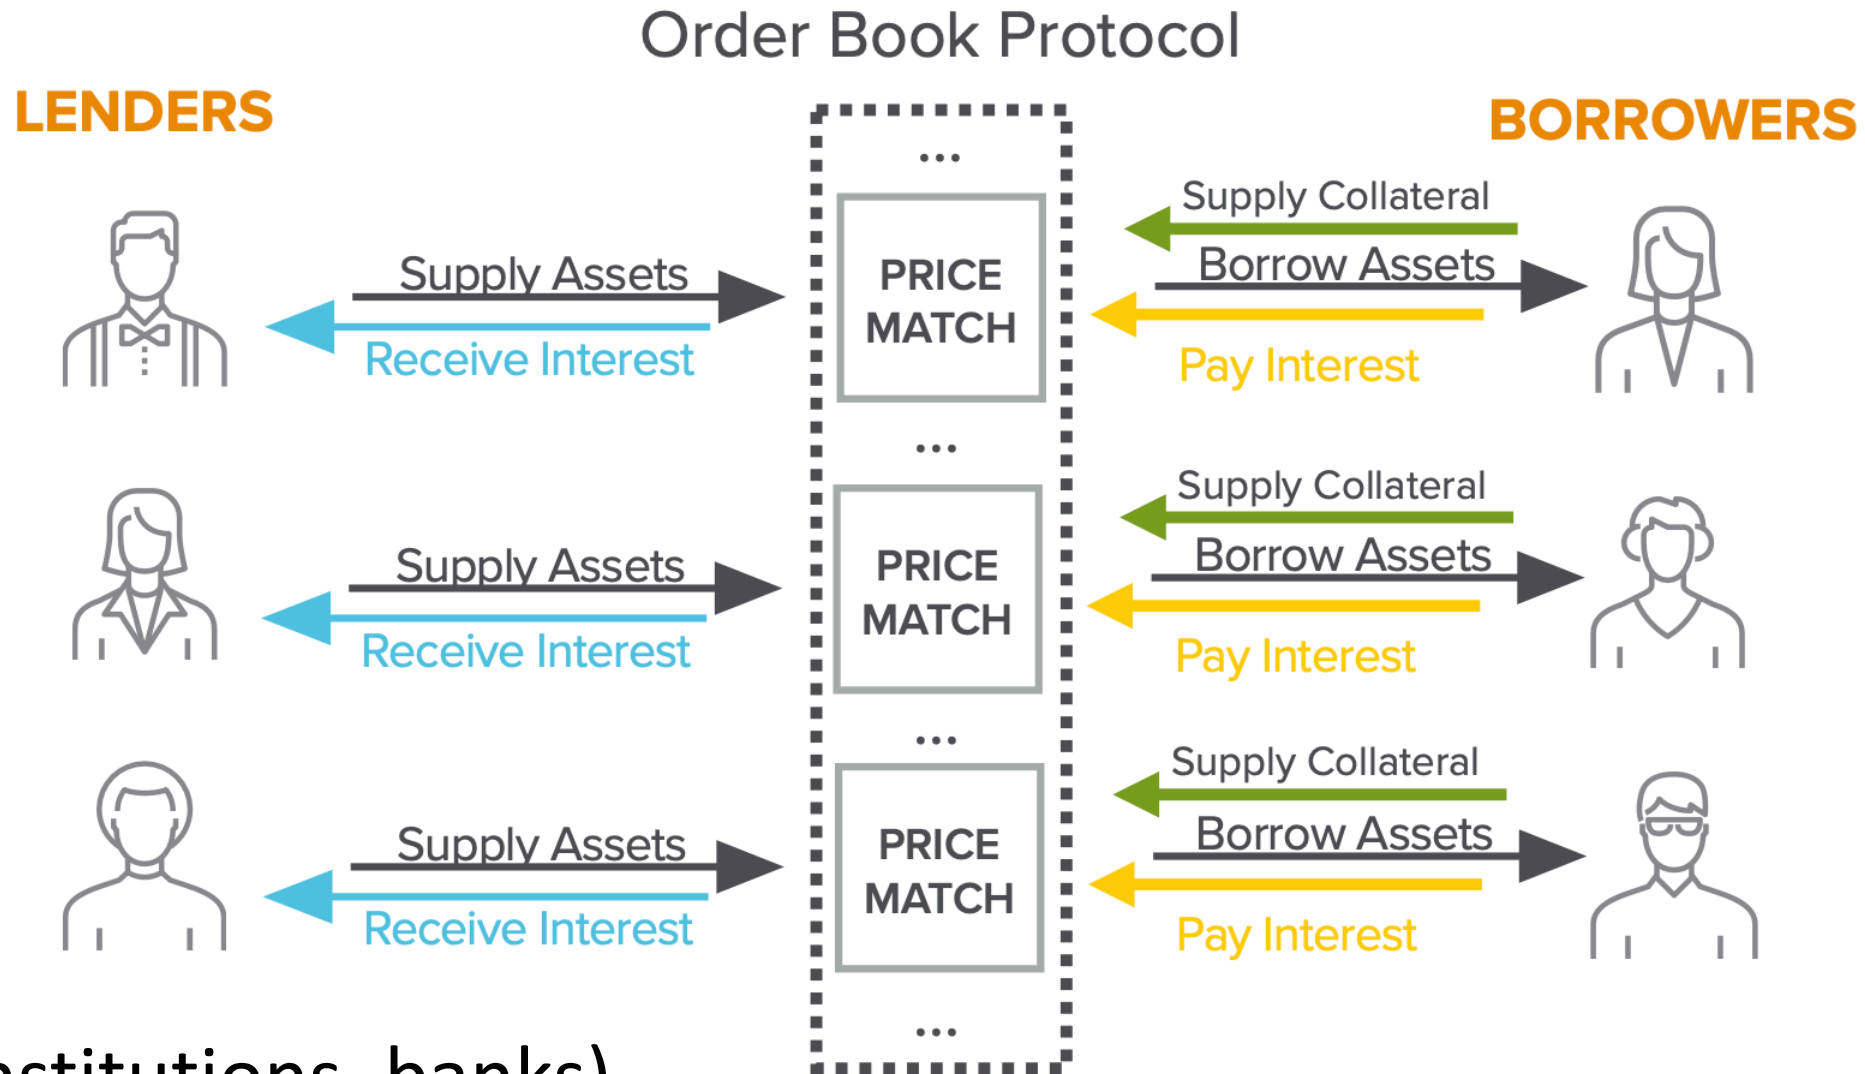 Order Book Protocol
LENDERS
BORROWERS
...
Supply Assets
Receive Interest
PRICE
MATCH
Supply Collateral
Borrow Assets
Pay Interest
...
Supply Assets
Receive Interest
PRICE
MATCH
Supply Collateral
Borrow Assets
Pay Interest
...
Supply Assets
Receive Interest
PRICE
MATCH
Supply Collateral
Borrow Assets
Pay Interest
...
banks)